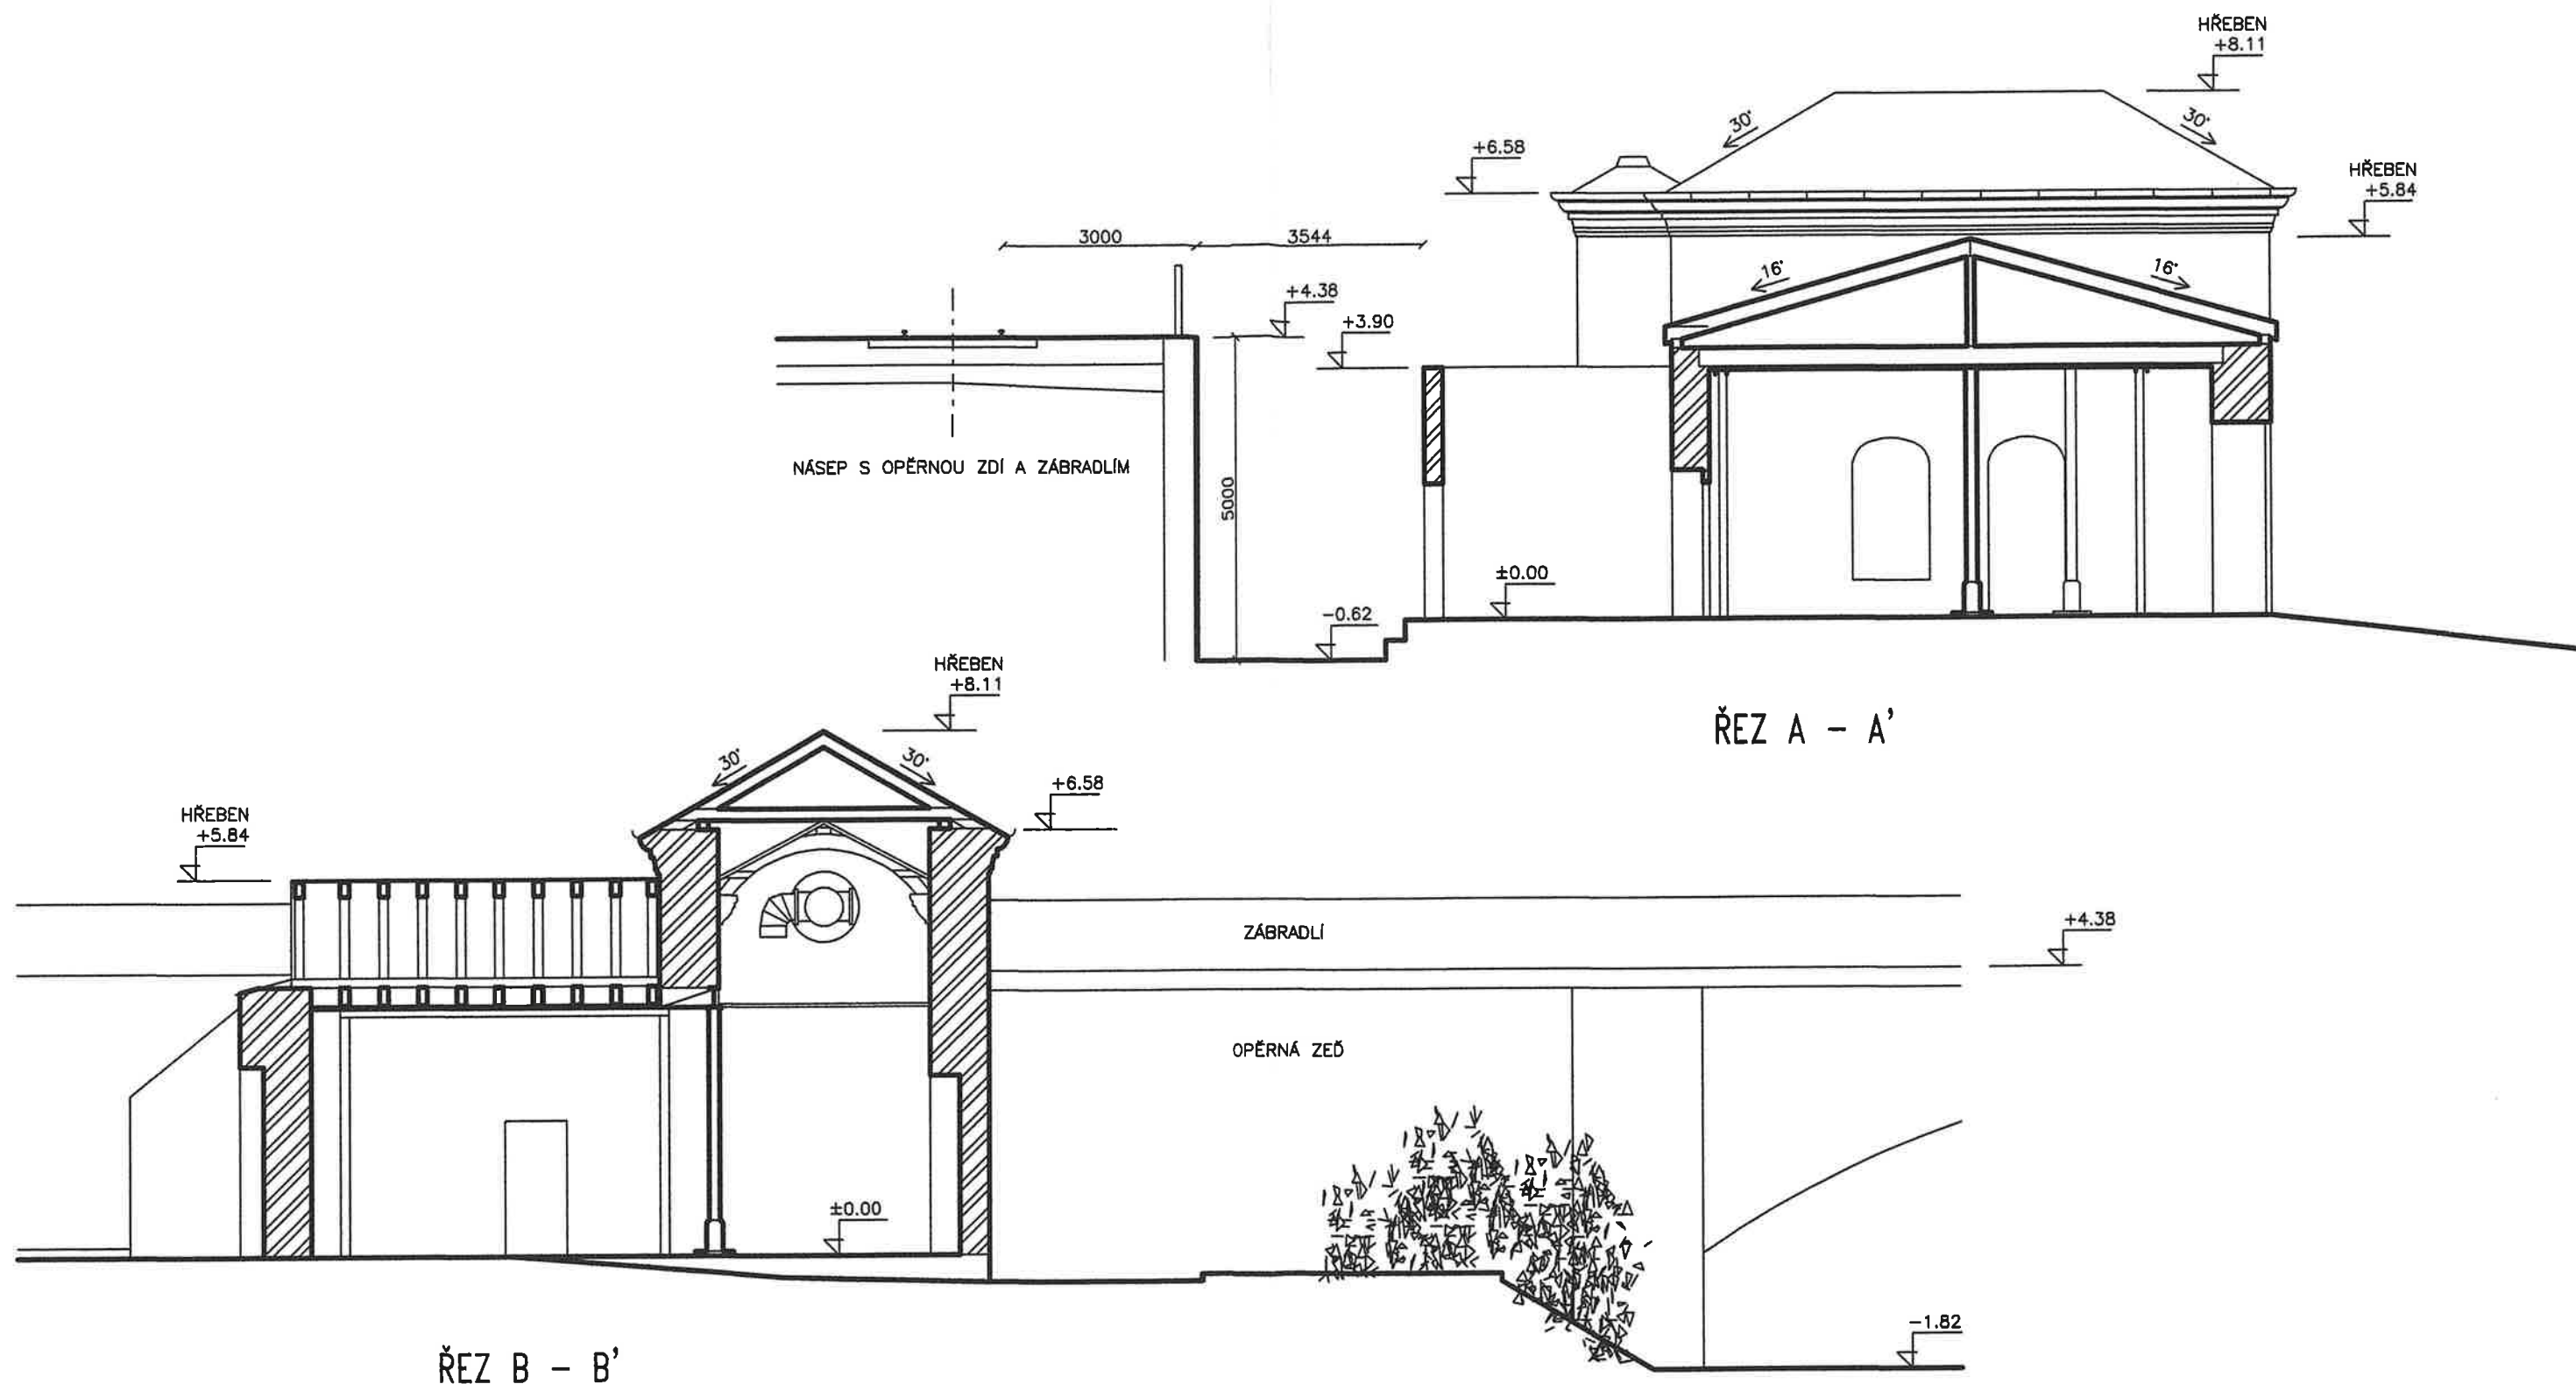 HŘEBEN
+8.11
30°
30°
+6.58
HŘEBEN
+5.84
3000
3544
16°
16°
+4.38
+3.90
NÁSEP S OPĚRNOU ZDÍ A ZÁBRADLÍM
5000
±0.00
-0.62
ŘEZ A - A'
HŘEBEN
+8.11
30°
30°
+6.58
HŘEBEN
+5.84
ZÁBRADLÍ
+4.38
OPĚRNÁ ZEĎ
±0.00
-1.82
ŘEZ B - B'